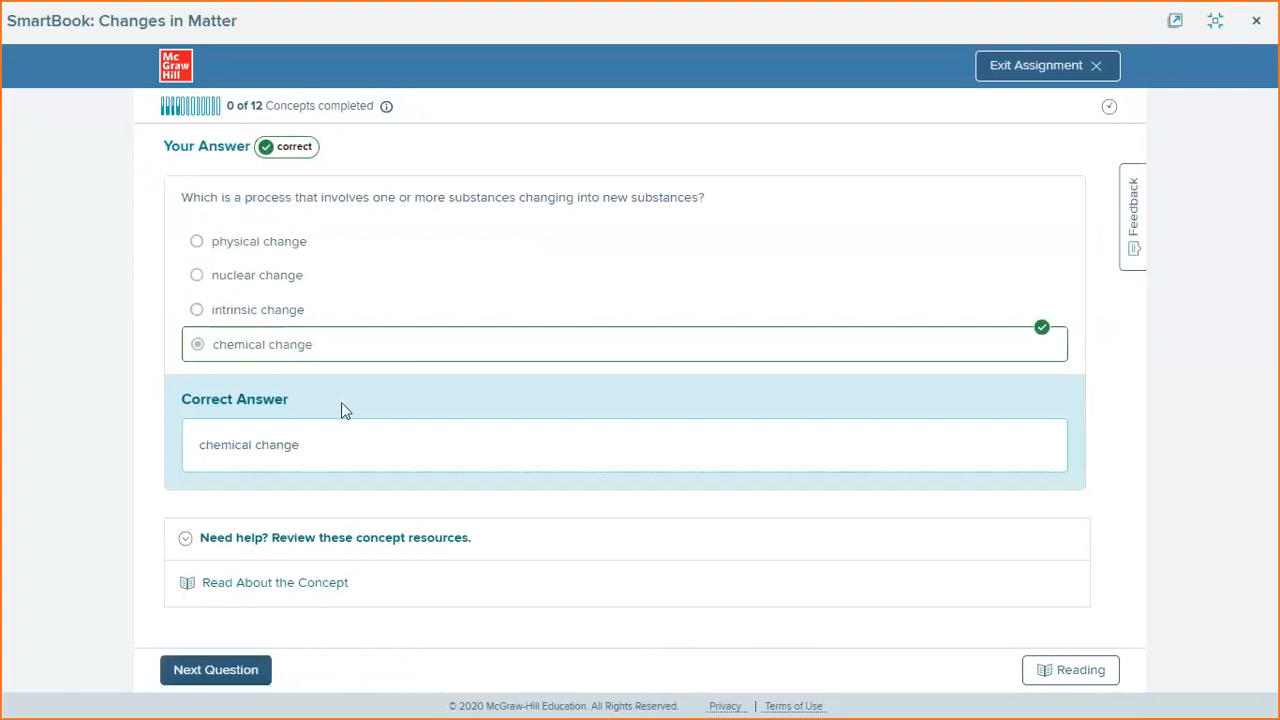 SmartBook: Changes in Matter
Mc
Graw
Hill
Exit Assignment
0 of 12 Concepts completed
Your Answer correct
Feedback
Which is a process that involves one or more substances changing into new substances?
physical change
nuclear change
intrinsic change
chemical change
Correct Answer
chemical change
Need help? Review these concept resources.
Read About the Concept
Next Question
Reading
© 2020 McGraw-Hill Education. All Rights Reserved. Privacy | Terms of Use